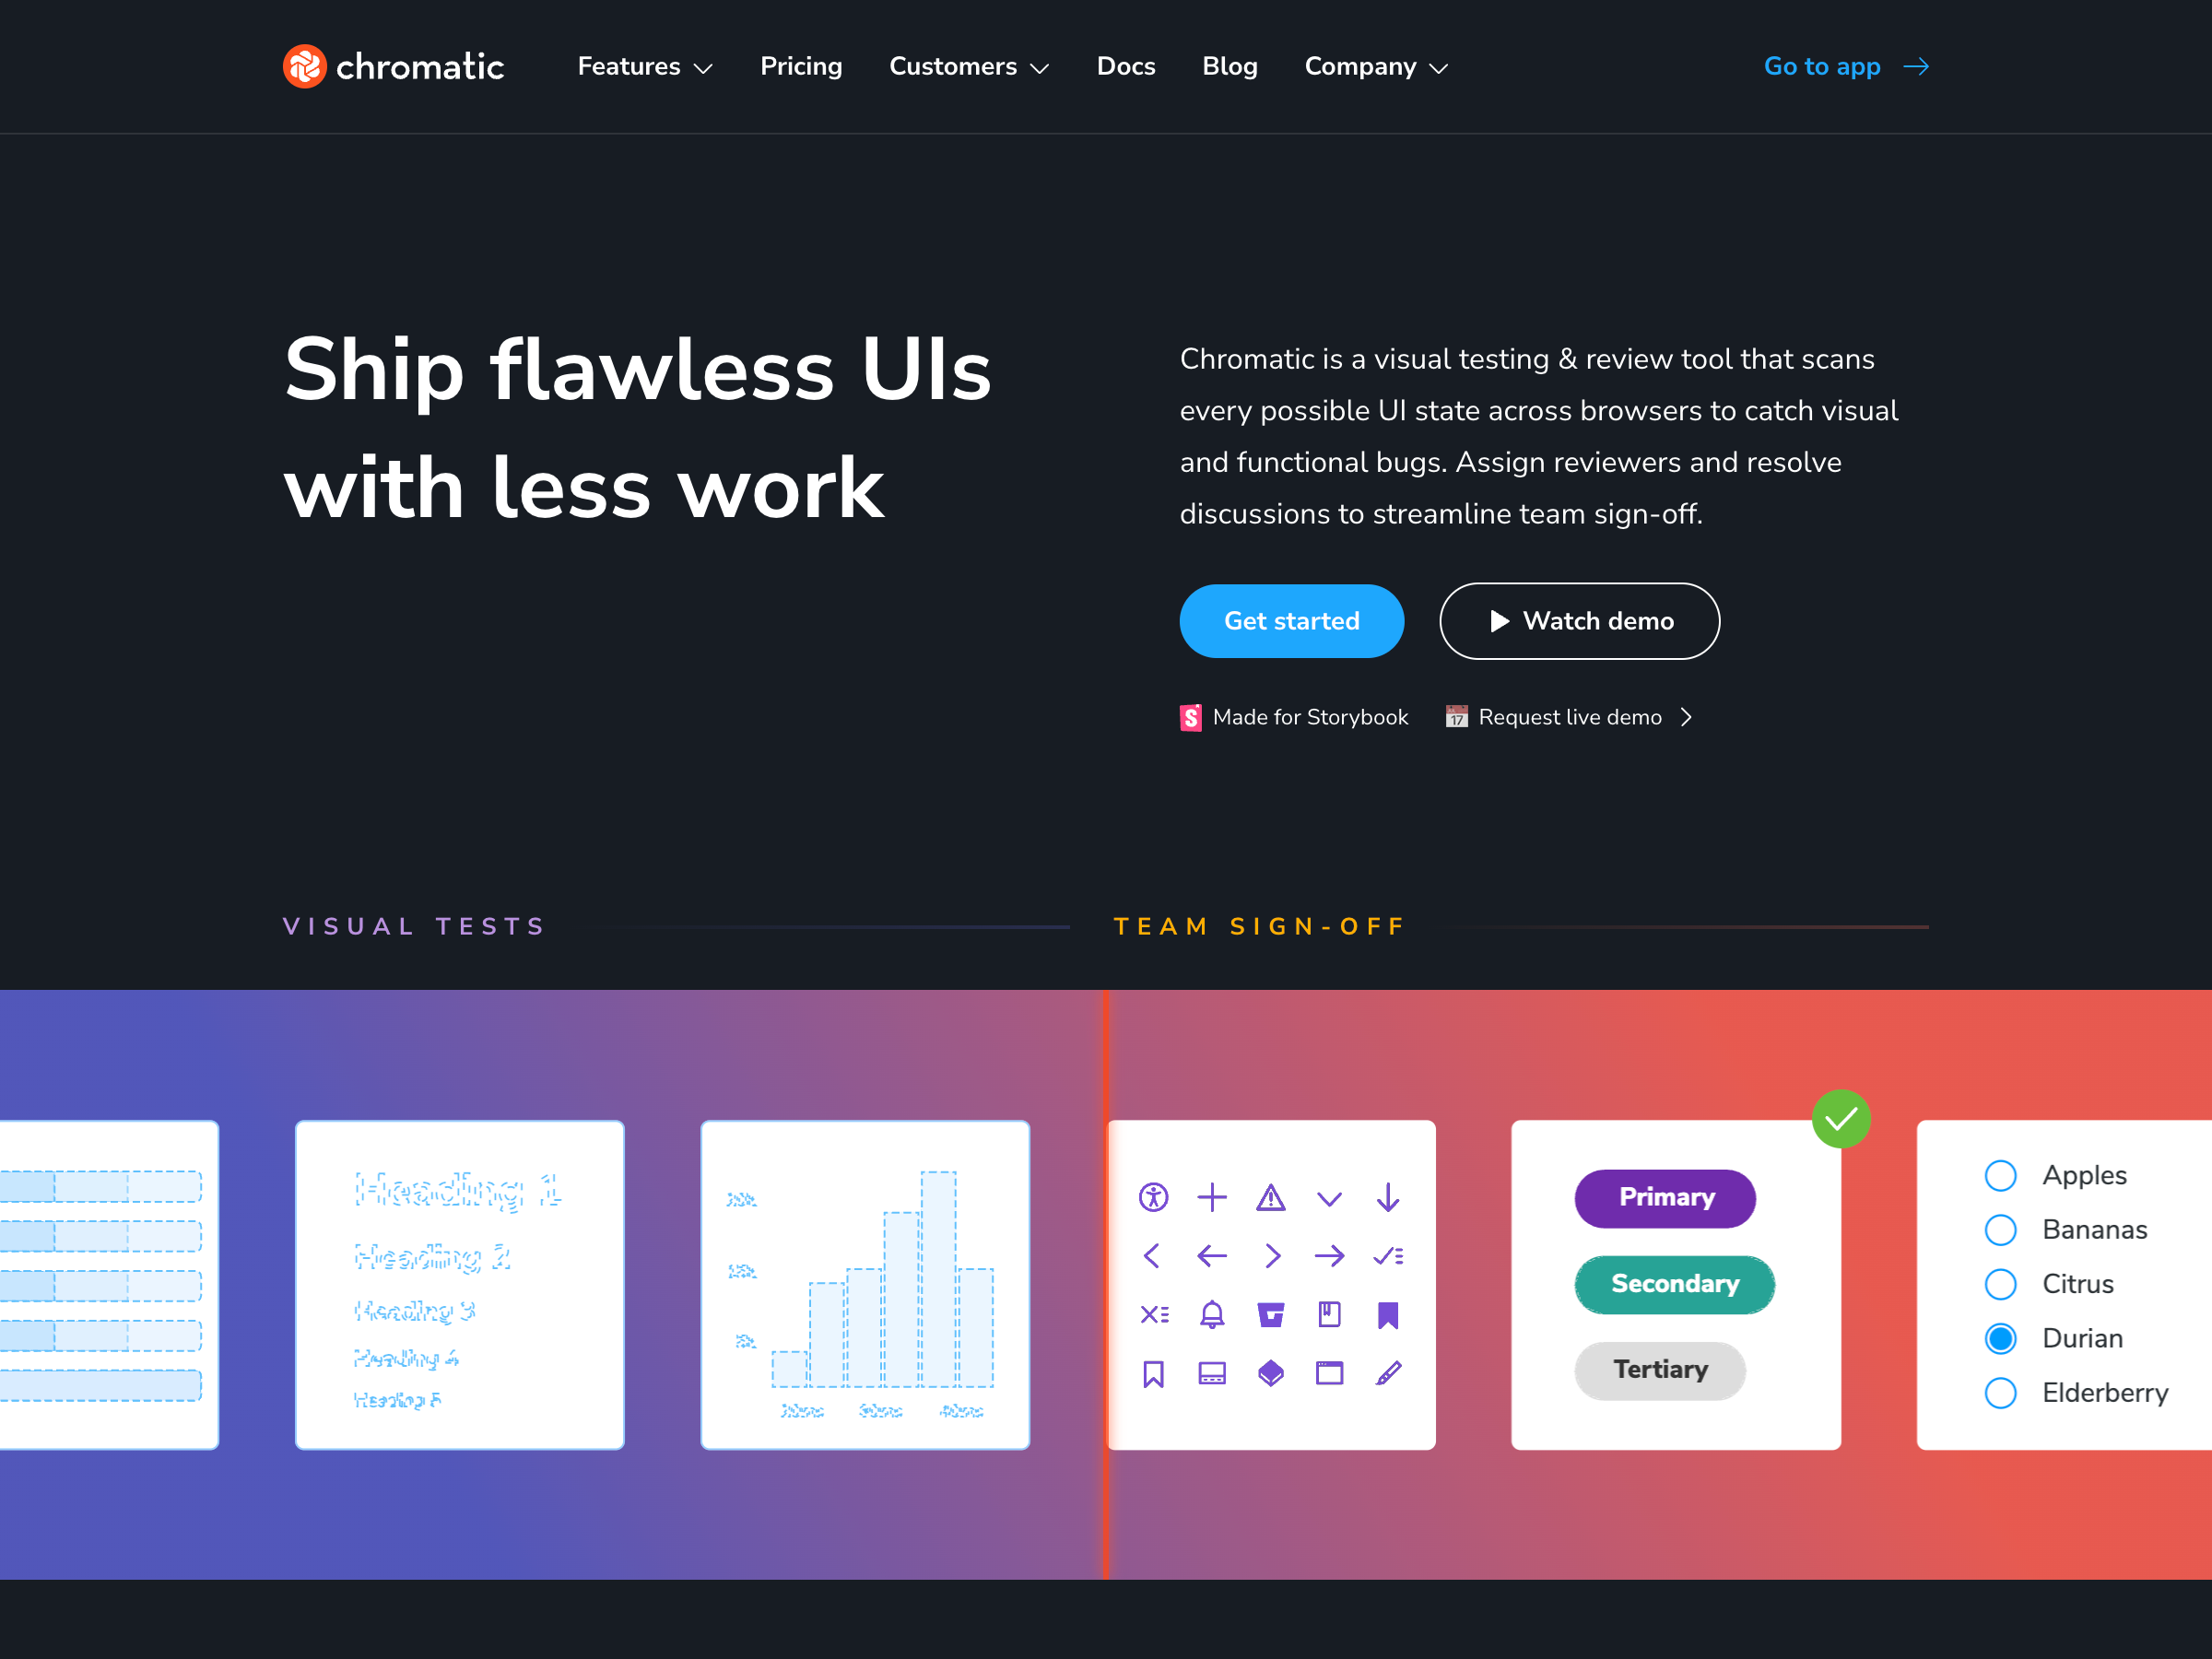 chromatic
Features
Pricing
Customers
Docs
Blog
Company
Go to app
Ship flawless UIs
with less work
Chromatic is a visual testing & review tool that scans
every possible UI state across browsers to catch visual
and functional bugs. Assign reviewers and resolve
discussions to streamline team sign-off.
Get started
Watch demo
S Made for Storybook
17 Request live demo
VISUAL TESTS
TEAM SIGN-OFF
Heading 1
Heading 2
Heading 3
Heading 4
Heading 5
Primary
Secondary
Tertiary
Apples
Bananas
Citrus
Durian
Elderberry